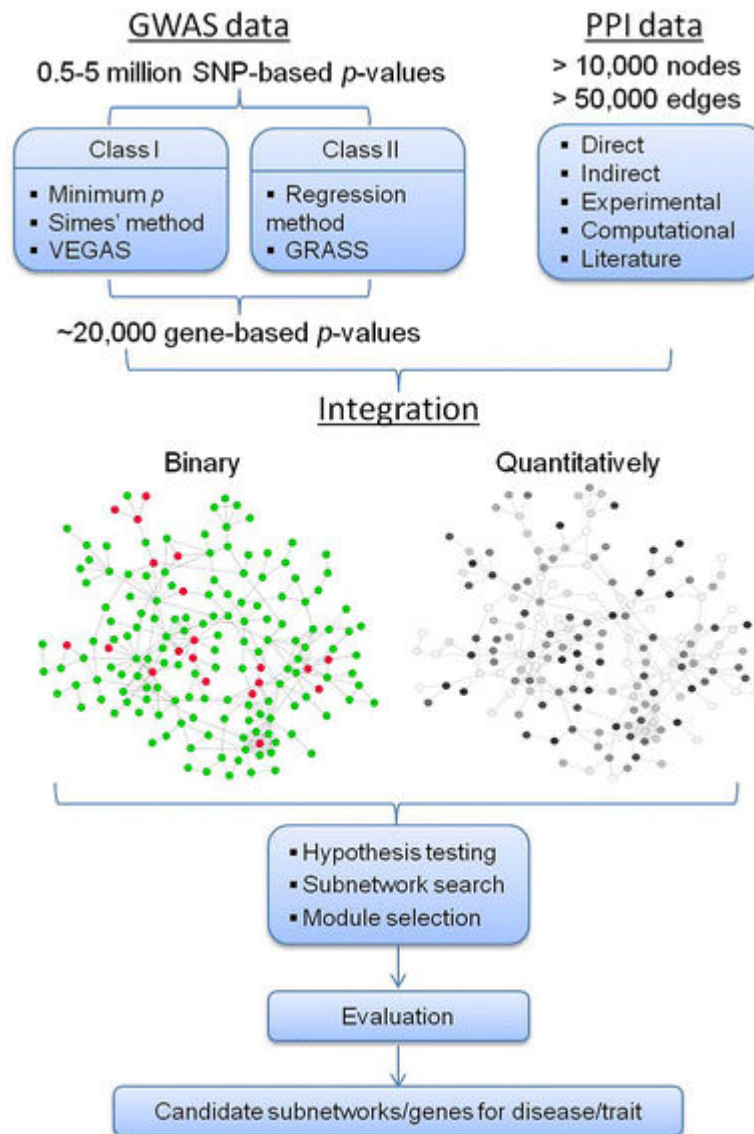 GWAS data
0.5-5 million SNP-based p-values
Class I
▪ Minimum p
▪ Simes' method
▪ VEGAS
Class II
▪ Regression
method
▪ GRASS
~20,000 gene-based p-values
PPI data
> 10,000 nodes
> 50,000 edges
▪ Direct
▪ Indirect
▪ Experimental
▪ Computational
▪ Literature
Integration
Binary
Quantitatively
▪ Hypothesis testing
▪ Subnetwork search
▪ Module selection
Evaluation
Candidate subnetworks/genes for disease/trait